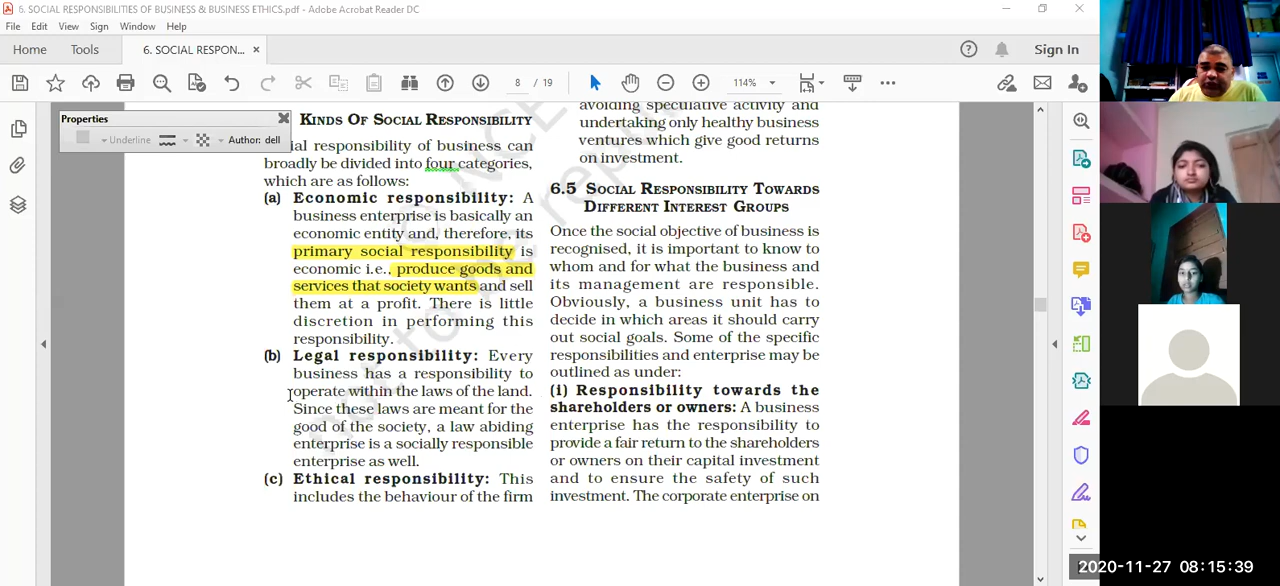 6. SOCIAL RESPONSIBILITIES OF BUSINESS & BUSINESS ETHICS.pdf - Adobe Acrobat Reader DC
File Edit View Sign Window Help
Home Tools 6. SOCIAL RESPON... × Sign In
/ 19 114%
Properties
Underline Author: dell
KINDS OF SOCIAL RESPONSIBILITY
ial responsibility of business can
broadly be divided into four categories,
which are as follows:
(a) Economic responsibility: A
business enterprise is basically an
economic entity and, therefore, its
primary social responsibility is
economic i.e., produce goods and
services that society wants and sell
them at a profit. There is little
discretion in performing this
responsibility.
(b) Legal responsibility: Every
business has a responsibility to
operate within the laws of the land.
Since these laws are meant for the
good of the society, a law abiding
enterprise is a socially responsible
enterprise as well.
(c) Ethical responsibility: This
includes the behaviour of the firm
avoiding speculative activity and
undertaking only healthy business
ventures which give good returns
on investment.
6.5 SOCIAL RESPONSIBILITY TOWARDS
DIFFERENT INTEREST GROUPS
Once the social objective of business is
recognised, it is important to know to
whom and for what the business and
its management are responsible.
Obviously, a business unit has to
decide in which areas it should carry
out social goals. Some of the specific
responsibilities and enterprise may be
outlined as under:
(i) Responsibility towards the
shareholders or owners: A business
enterprise has the responsibility to
provide a fair return to the shareholders
or owners on their capital investment
and to ensure the safety of such
investment. The corporate enterprise on
2020-11-27 08:15:39